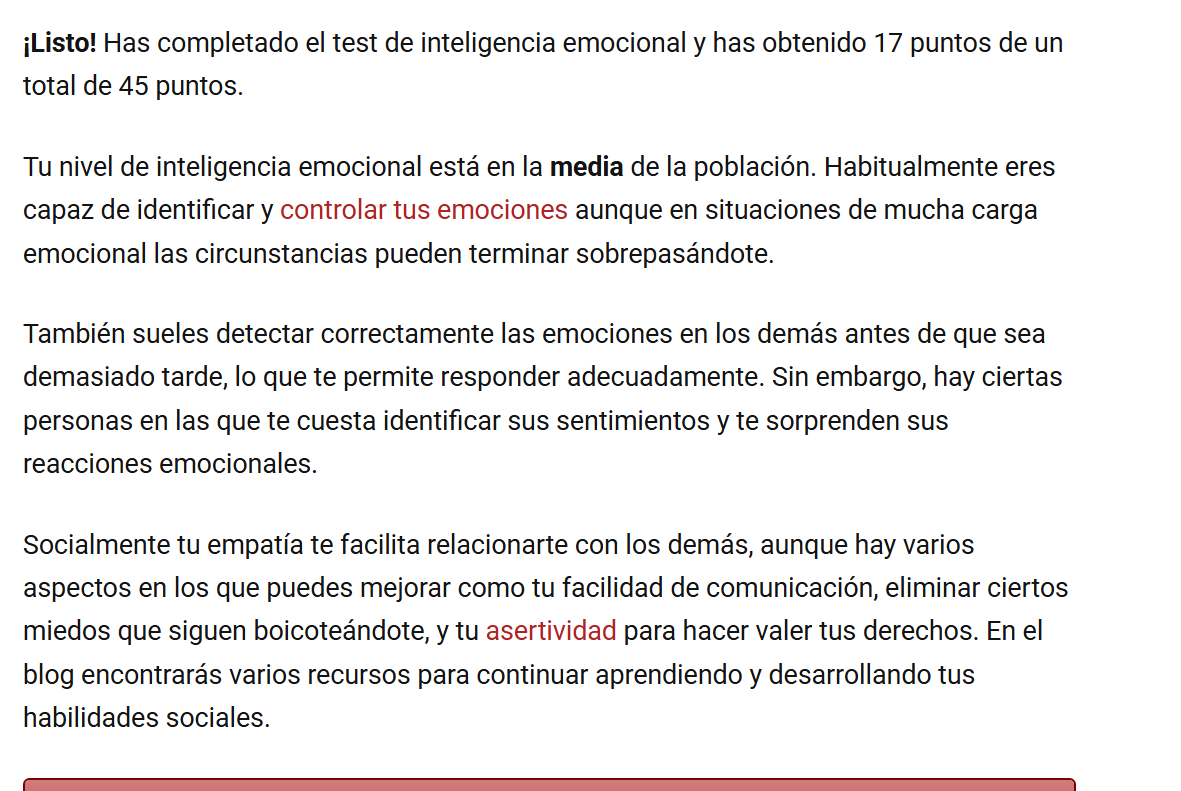 ¡Listo! Has completado el test de inteligencia emocional y has obtenido 17 puntos de un
total de 45 puntos.
Tu nivel de inteligencia emocional está en la media de la población. Habitualmente eres
capaz de identificar y controlar tus emociones aunque en situaciones de mucha carga
emocional las circunstancias pueden terminar sobrepasándote.
También sueles detectar correctamente las emociones en los demás antes de que sea
demasiado tarde, lo que te permite responder adecuadamente. Sin embargo, hay ciertas
personas en las que te cuesta identificar sus sentimientos y te sorprenden sus
reacciones emocionales.
Socialmente tu empatía te facilita relacionarte con los demás, aunque hay varios
aspectos en los que puedes mejorar como tu facilidad de comunicación, eliminar ciertos
miedos que siguen boicoteándote, y tu asertividad para hacer valer tus derechos. En el
blog encontrarás varios recursos para continuar aprendiendo y desarrollando tus
habilidades sociales.